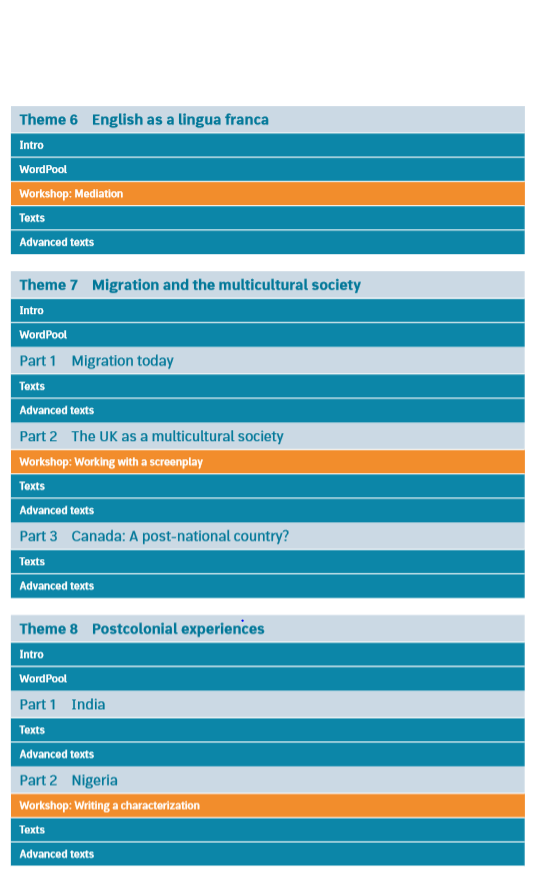 Theme 6 English as a lingua franca
Intro
WordPool
Workshop: Mediation
Texts
Advanced texts
Theme 7 Migration and the multicultural society
Intro
WordPool
Part 1 Migration today
Texts
Advanced texts
Part 2 The UK as a multicultural society
Workshop: Working with a screenplay
Texts
Advanced texts
Part 3 Canada: A post-national country?
Texts
Advanced texts
Theme 8 Postcolonial experiences
Intro
WordPool
Part 1 India
Texts
Advanced texts
Part 2 Nigeria
Workshop: Writing a characterization
Texts
Advanced texts